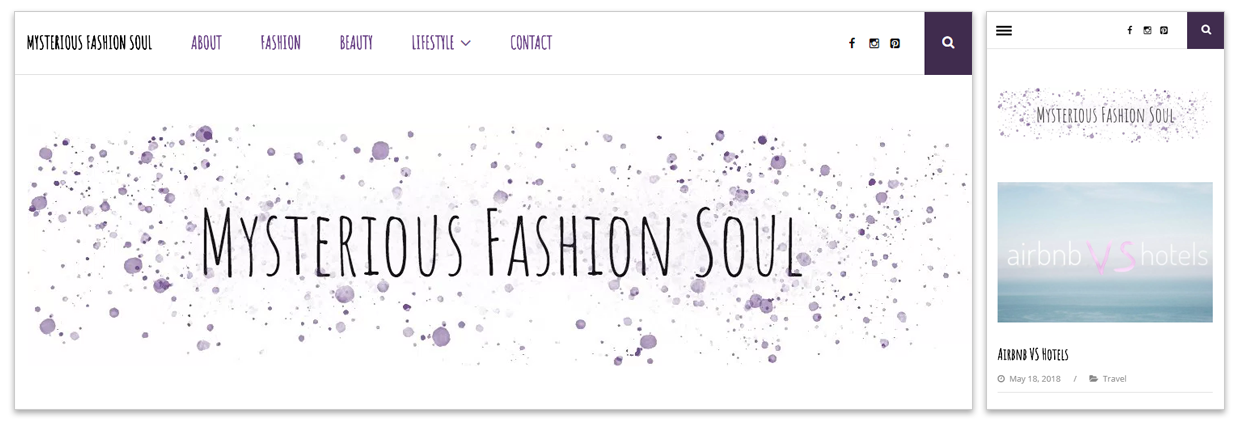 MYSTERIOUS FASHION SOUL ABOUT FASHION BEAUTY LIFESTYLE CONTACT
MYSTERIOUS FASHION SOUL
MYSTERIOUS FASHION SOUL
airbnb VS hotels
AIRBNB VS HOTELS
May 18, 2018 / Travel